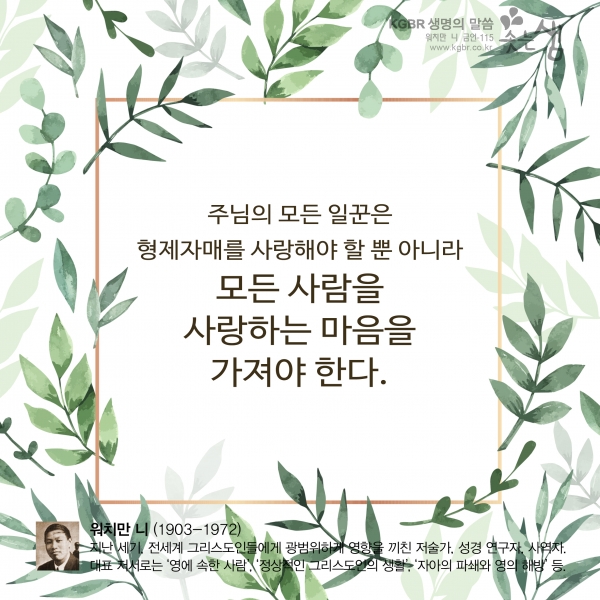 KGBR 생명의 말씀
워치만 니 금언 115
www.kgbr.co.kr
솟는 샘
주님의 모든 일꾼은
형제자매를 사랑해야 할 뿐 아니라
모든 사람을
사랑하는 마음을
가져야 한다.
워치만 니 (1903-1972)
지난 세기, 전세계 그리스도인들에게 광범위하게 영향을 끼친 저술가, 성경 연구자, 사역자.
대표 저서로는 '영에 속한 사람', '정상적인 그리스도인의 생활', '자아의 파쇄와 영의 해방' 등.